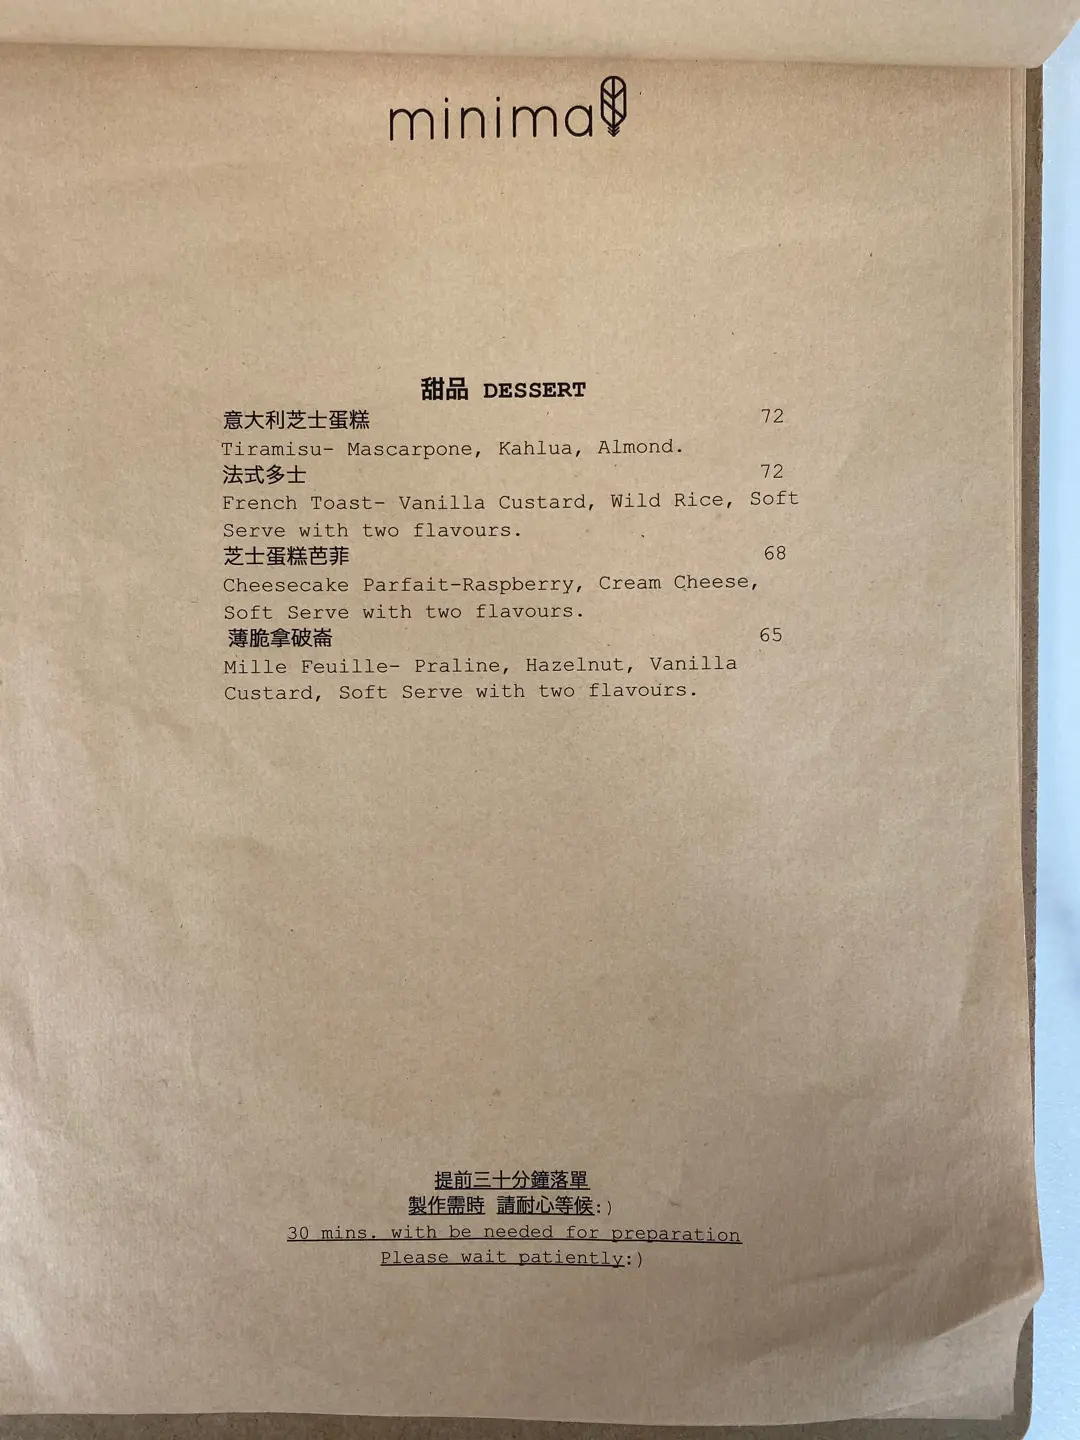 minimal
甜品 DESSERT
意大利芝士蛋糕 72
Tiramisu- Mascarpone, Kahlua, Almond.
法式多士 72
French Toast- Vanilla Custard, Wild Rice, Soft
Serve with two flavours.
芝士蛋糕芭菲 68
Cheesecake Parfait-Raspberry, Cream Cheese,
Soft Serve with two flavours.
薄脆拿破崙 65
Mille Feuille- Praline, Hazelnut, Vanilla
Custard, Soft Serve with two flavours.
提前三十分鐘落單
製作需時 請耐心等候:)
30 mins. with be needed for preparation
Please wait patiently:)